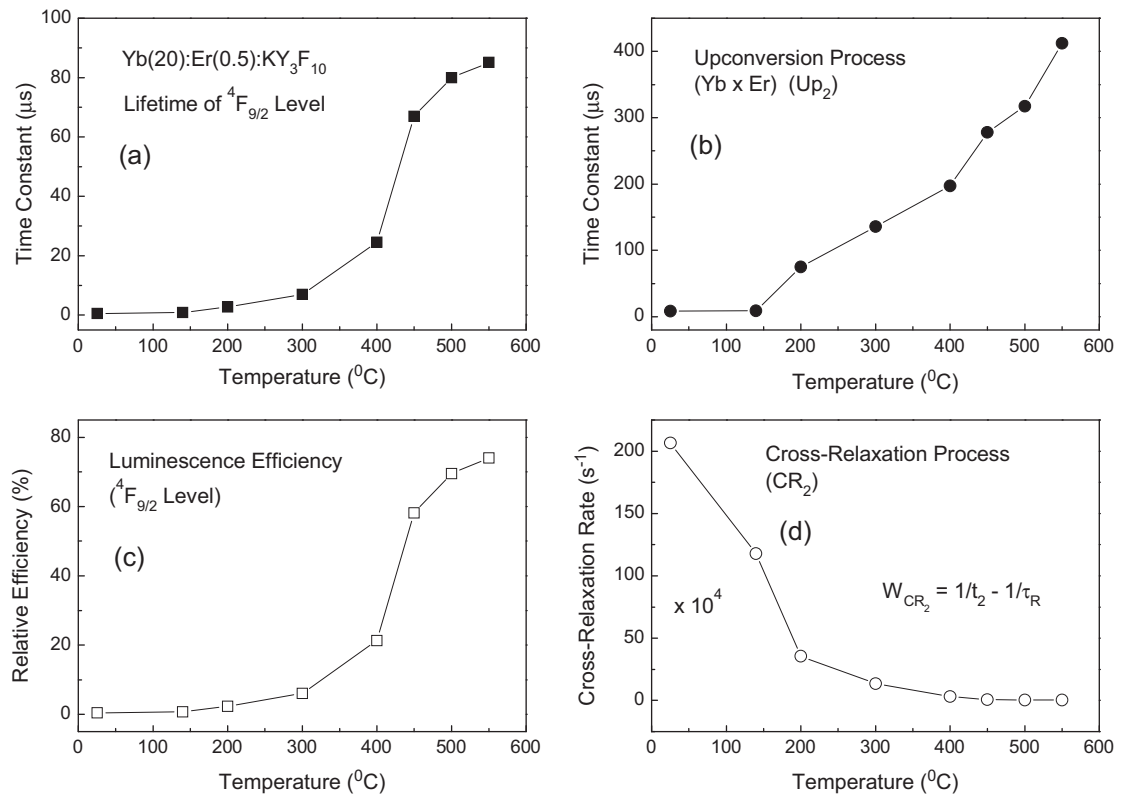 100
80
60
40
20
0
Time Constant (μs)
Yb(20):Er(0.5):KY₃F₁₀
Lifetime of ⁴F₉/₂ Level
(a)
0 100 200 300 400 500 600
Temperature (⁰C)
400
300
200
100
0
Time Constant (μs)
Upconversion Process
(Yb x Er) (Up₂)
(b)
0 100 200 300 400 500 600
Temperature (⁰C)
80
60
40
20
0
Relative Efficiency (%)
Luminescence Efficiency
(⁴F₉/₂ Level)
(c)
0 100 200 300 400 500 600
Temperature (⁰C)
200
150
100
50
0
Cross-Relaxation Rate (s⁻¹)
Cross-Relaxation Process
(CR₂)
(d)
x 10⁴
W_CR₂ = 1/t₂ - 1/τ_R
0 100 200 300 400 500 600
Temperature (⁰C)